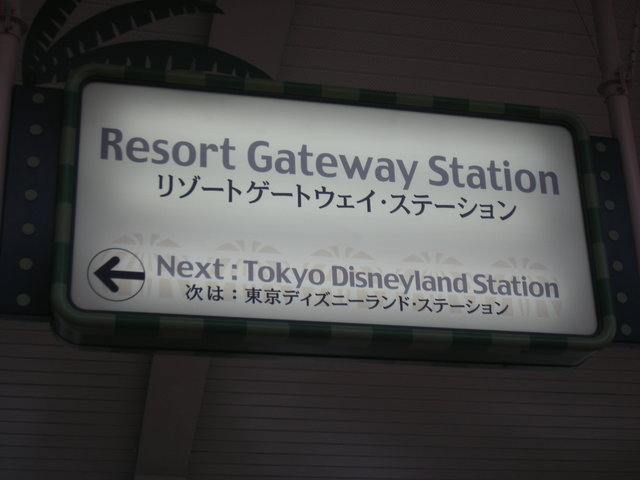 Resort Gateway Station
リゾートゲートウェイ・ステーション
Next : Tokyo Disneyland Station
次は：東京ディズニーランド・ステーション